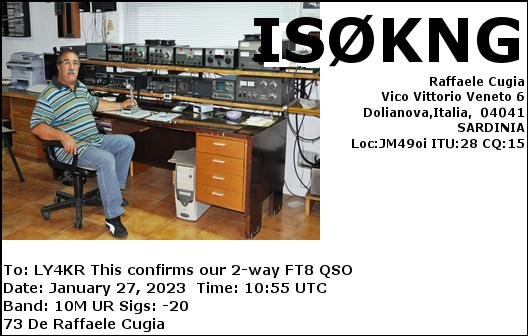 ISØKNG
Raffaele Cugia
Vico Vittorio Veneto 6
Dolianova,Italia, 04041
SARDINIA
Loc:JM49oi ITU:28 CQ:15
To: LY4KR This confirms our 2-way FT8 QSO
Date: January 27, 2023 Time: 10:55 UTC
Band: 10M UR Sigs: -20
73 De Raffaele Cugia